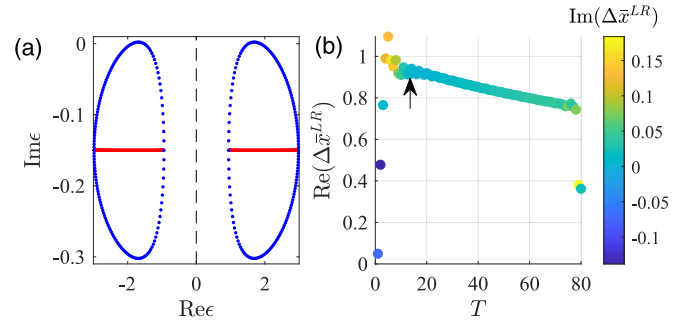 (a)
0
-0.1
-0.2
-0.3
Imϵ
-2 0 2
Reϵ
(b)
1
0.8
0.6
0.4
0.2
0
Re(Δx̄^{LR})
0 20 40 60 80
T
Im(Δx̄^{LR})
0.15
0.1
0.05
0
-0.05
-0.1